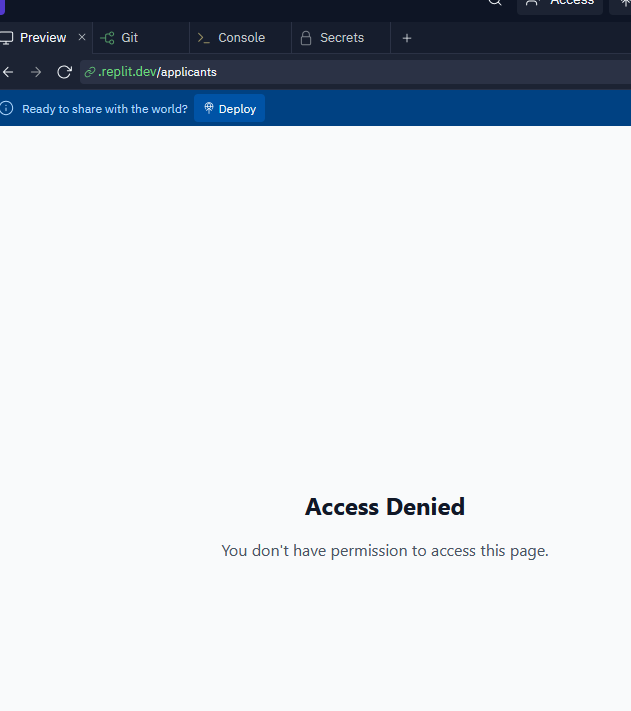 Access
Preview
Git
Console
Secrets
.replit.dev/applicants
Ready to share with the world?
Deploy
Access Denied
You don't have permission to access this page.